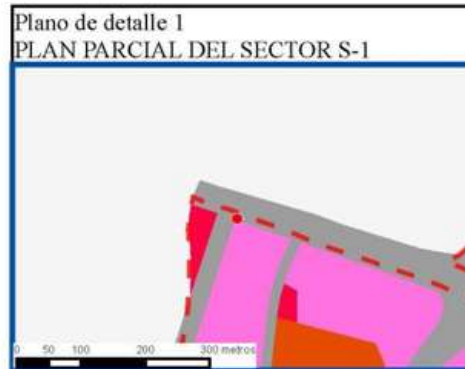 Plano de detalle 1
PLAN PARCIAL DEL SECTOR S-1
0 50 100 200 300 metros